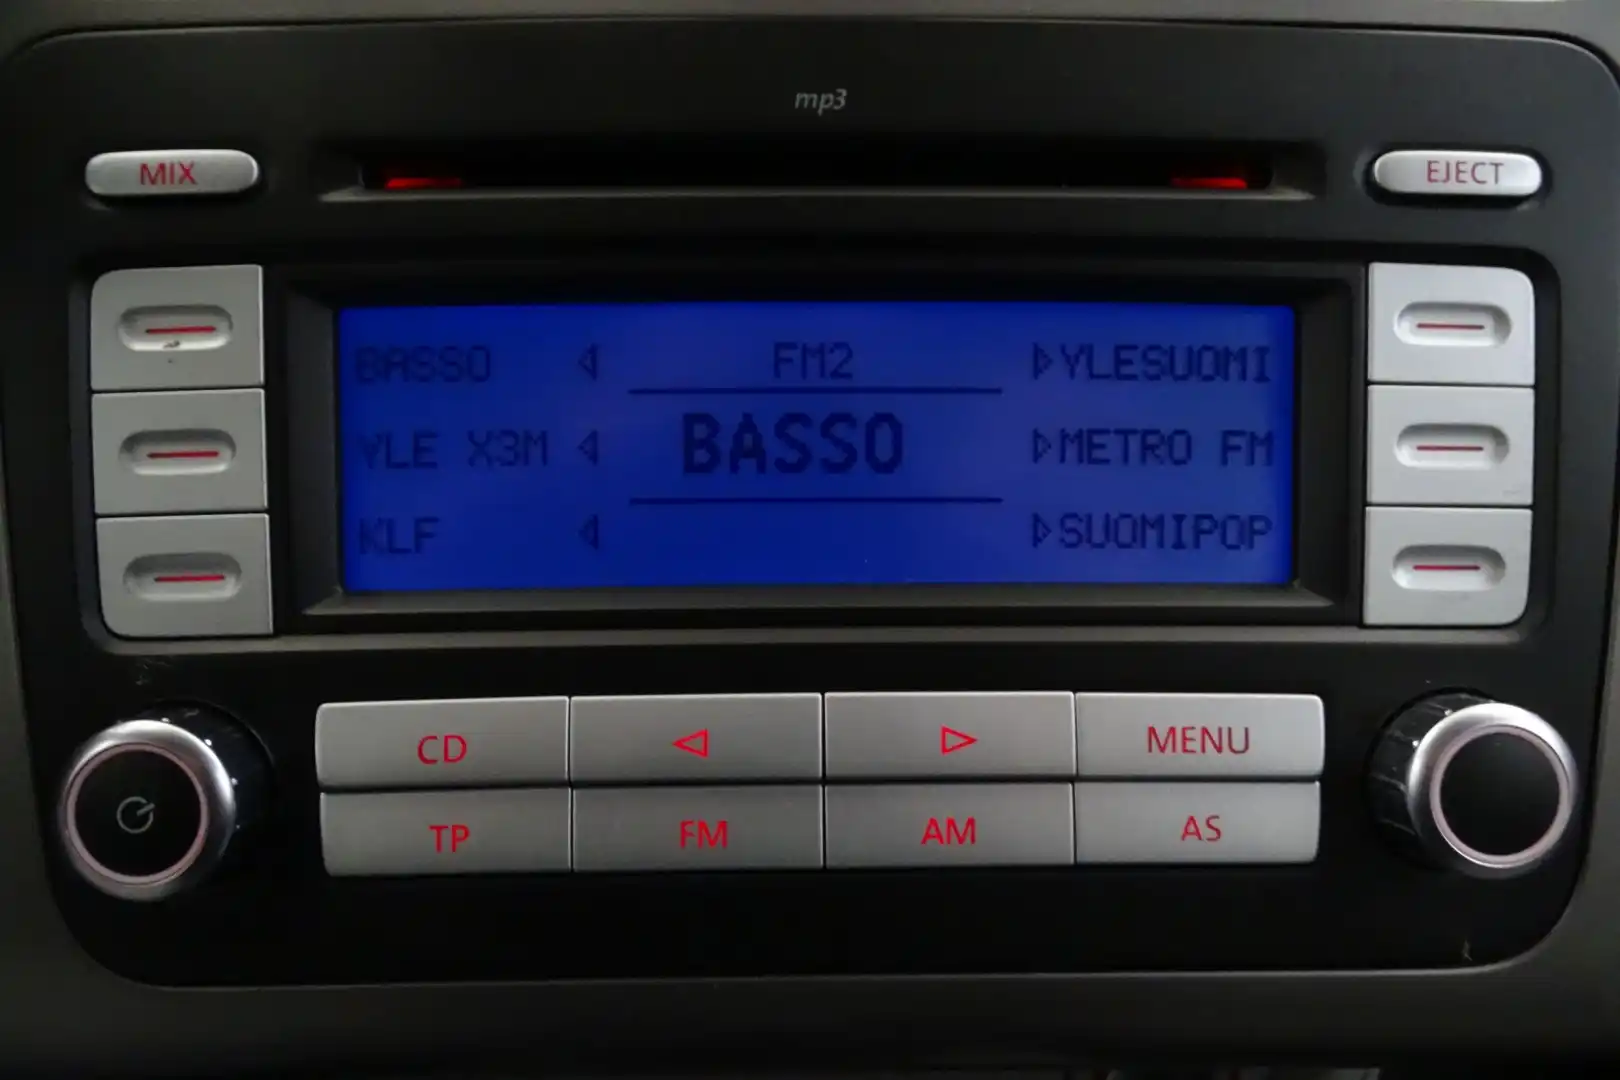 mp3
MIX
EJECT
BASSO FM2 YLESUOMI
YLE X3M BASSO METRO FM
KLF SUOMIPOP
CD MENU
TP FM AM AS